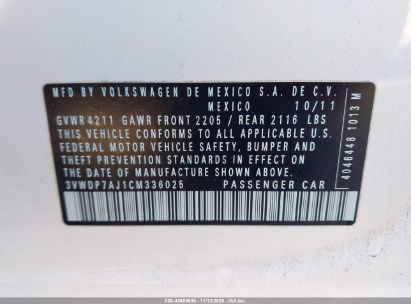 MFD BY VOLKSWAGEN DE MEXICO S.A. DE C.V.
MEXICO 10/11
GVWR 4211 GAWR FRONT 2205 / REAR 2116 LBS
THIS VEHICLE CONFORMS TO ALL APPLICABLE U.S.
FEDERAL MOTOR VEHICLE SAFETY, BUMPER AND
THEFT PREVENTION STANDARDS IN EFFECT ON
THE DATE OF MANUFACTURE SHOWN ABOVE.
3VWDP7AJ1CM336025 PASSENGER CAR
4046448 1013 M